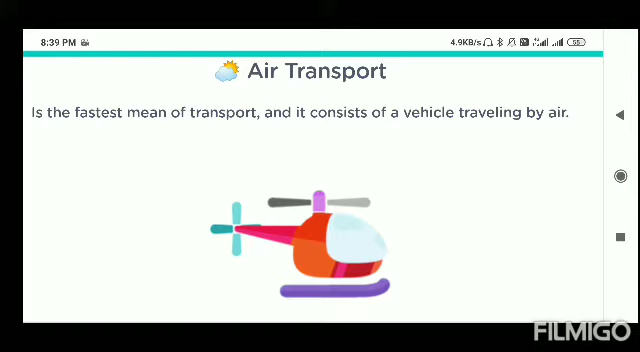 8:39 PM
4.9KB/s
55
Air Transport
Is the fastest mean of transport, and it consists of a vehicle traveling by air.
FILMIGO